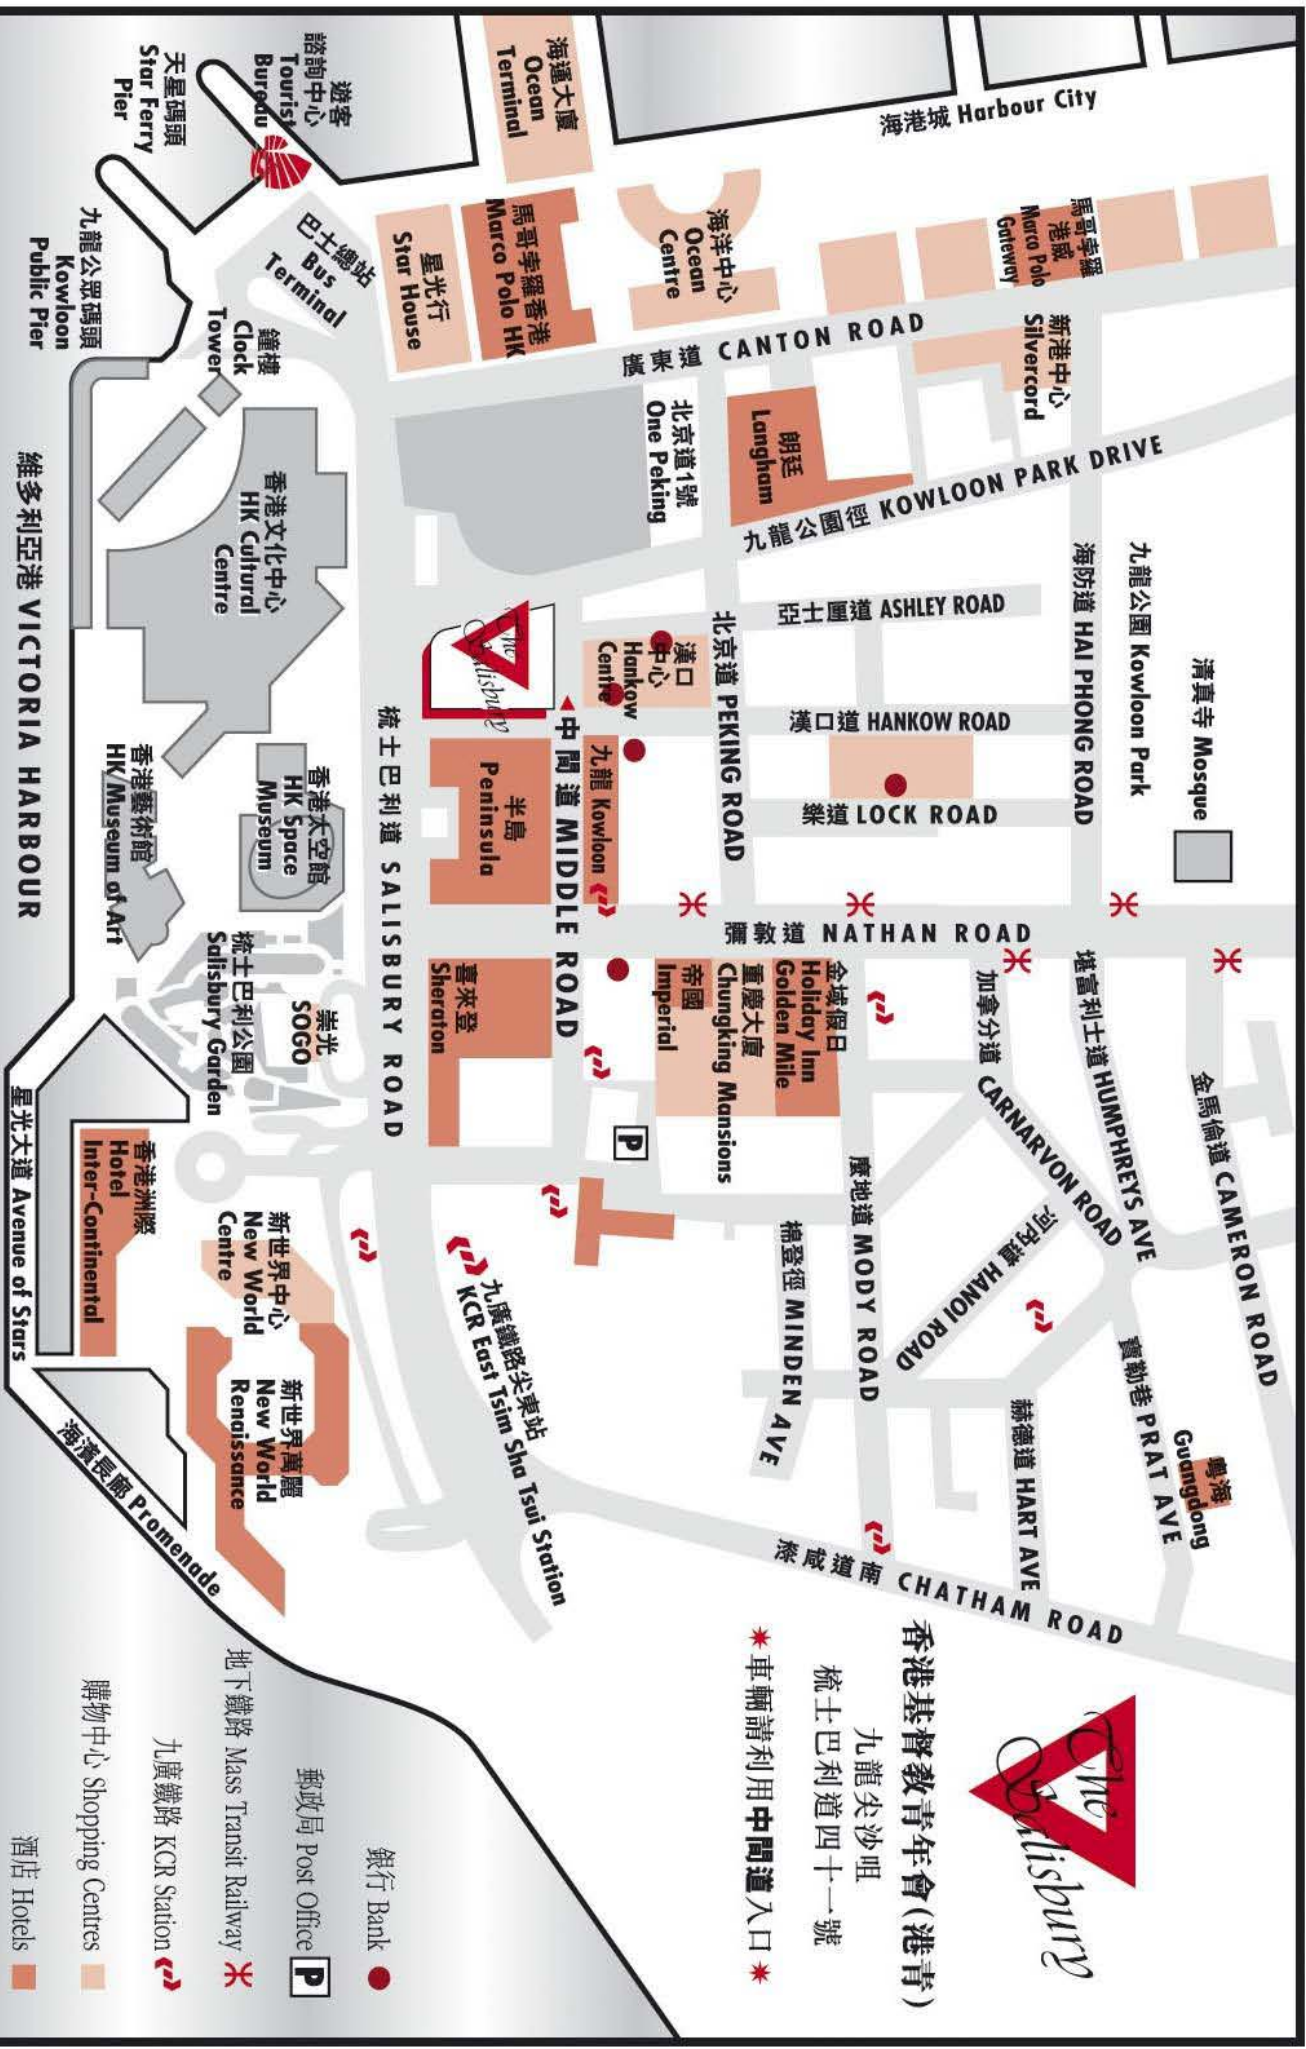 海港城 Harbour City
海運大廈
Ocean
Terminal
遊客
諮詢中心
Tourist
Bureau
天星碼頭
Star Ferry
Pier
九龍公眾碼頭
Kowloon
Public Pier
巴士總站
Bus
Terminal
星光行
Star House
馬哥孛羅香港
Marco Polo HK
海洋中心
Ocean
Centre
馬哥孛羅
港威
Marco Polo
Gateway
新港中心
Silvercord
廣東道 CANTON ROAD
鐘樓
Clock
Tower
北京道1號
One Peking
朗廷
Langham
九龍公園徑 KOWLOON PARK DRIVE
香港文化中心
HK Cultural
Centre
維多利亞港 VICTORIA HARBOUR
九龍公園 Kowloon Park
清真寺 Mosque
海防道 HAI PHONG ROAD
亞士厘道 ASHLEY ROAD
北京道 PEKING ROAD
漢口
中心
Hankow
Centre
漢口道 HANKOW ROAD
樂道 LOCK ROAD
The Salisbury
中間道 MIDDLE ROAD
梳士巴利道 SALISBURY ROAD
九龍 Kowloon
半島
Peninsula
香港太空館
HK Space
Museum
香港藝術館
HK Museum of Art
彌敦道 NATHAN ROAD
梳士巴利公園
Salisbury Garden
崇光
SOGO
喜來登
Sheraton
帝國
Imperial
重慶大廈
Chungking Mansions
金域假日
Holiday Inn
Golden Mile
加拿分道 CARNARVON ROAD
堪富利士道 HUMPHREYS AVE
金馬倫道 CAMERON ROAD
P
麼地道 MODY ROAD
河內道 HANOI ROAD
棉登徑 MINDEN AVE
星光大道 Avenue of Stars
香港洲際
Hotel
Inter-Continental
新世界中心
New World
Centre
新世界萬麗
New World
Renaissance
九廣鐵路尖東站
KCR East Tsim Sha Tsui Station
寶勒巷 PRAT AVE
赫德道 HART AVE
粵海
Guangdong
海濱長廊 Promenade
漆咸道南 CHATHAM ROAD
The Salisbury
香港基督教青年會(港青)
九龍尖沙咀
梳士巴利道四十一號
車輛請利用中間道入口
銀行 Bank
郵政局 Post Office P
地下鐵路 Mass Transit Railway
九廣鐵路 KCR Station
購物中心 Shopping Centres
酒店 Hotels